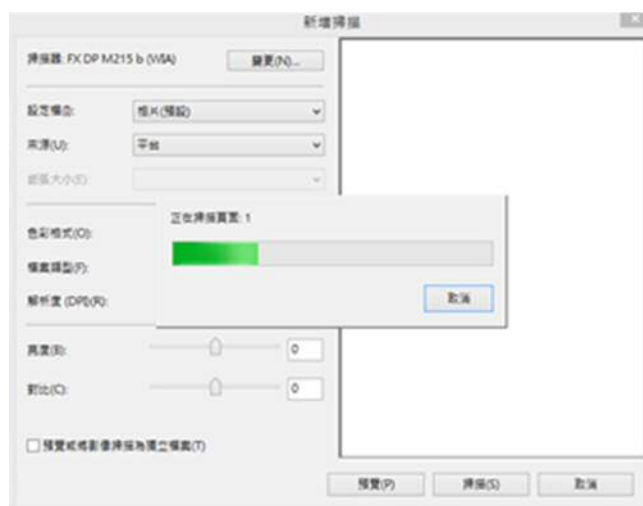 新增掃描
掃描器: FX DP M215 b (WIA)
變更(N)...
設定檔(I):
相片(預設)
來源(U):
平台
紙張大小(S):
正在掃描頁面: 1
色彩格式(O):
檔案類型(F):
取消
解析度 (DPI)(R):
亮度(B):
0
對比(C):
0
預覽或將影像掃描為獨立檔案(T)
預覽(P)
掃描(S)
取消